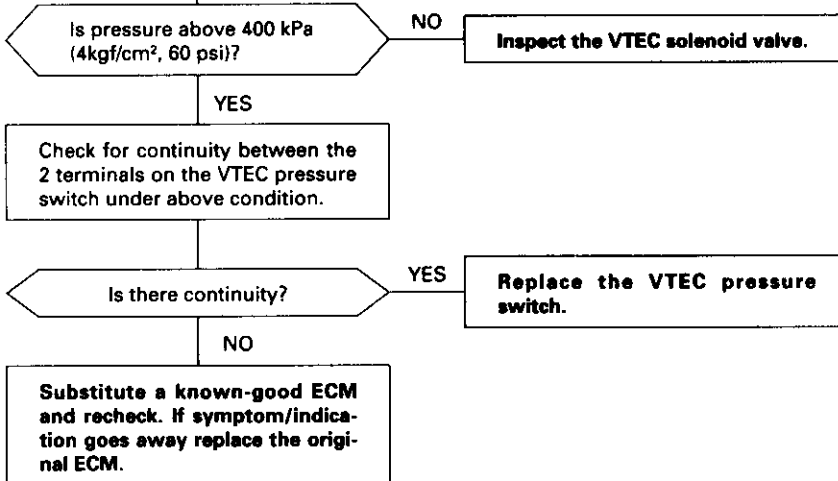 Is pressure above 400 kPa
(4kgf/cm², 60 psi)?
NO
Inspect the VTEC solenoid valve.
YES
Check for continuity between the
2 terminals on the VTEC pressure
switch under above condition.
Is there continuity?
YES
Replace the VTEC pressure
switch.
NO
Substitute a known-good ECM
and recheck. If symptom/indica-
tion goes away replace the origi-
nal ECM.